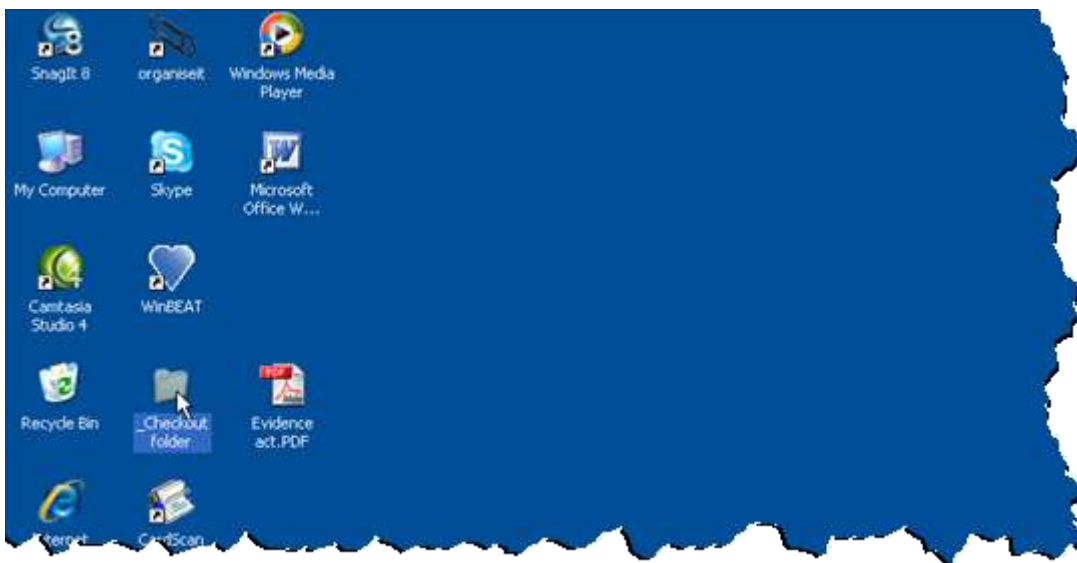 SnagIt 8
organiseit
Windows Media
Player
My Computer
Skype
Microsoft
Office W...
Camtasia
Studio 4
WinBEAT
Recycle Bin
_Checkout
folder
PDF
Evidence
act.PDF
CardScan